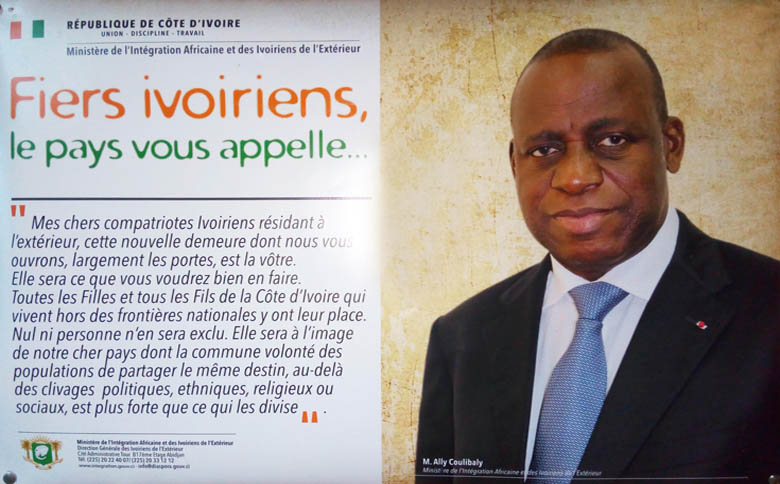 RÉPUBLIQUE DE CÔTE D'IVOIRE
UNION - DISCIPLINE - TRAVAIL
Ministère de l'Intégration Africaine et des Ivoiriens de l'Extérieur
Fiers ivoiriens,
le pays vous appelle...
" Mes chers compatriotes Ivoiriens résidant à
l'extérieur, cette nouvelle demeure dont nous vous
ouvrons, largement les portes, est la vôtre.
Elle sera ce que vous voudrez bien en faire.
Toutes les Filles et tous les Fils de la Côte d'Ivoire qui
vivent hors des frontières nationales y ont leur place.
Nul ni personne n'en sera exclu. Elle sera à l'image
de notre cher pays dont la commune volonté des
populations de partager le même destin, au-delà
des clivages politiques, ethniques, religieux ou
sociaux, est plus forte que ce qui les divise " .
Ministère de l'Intégration Africaine et des Ivoiriens de l'Extérieur
Direction Générale des Ivoiriens de l'Extérieur
Cité Administrative Tour B 17ème Etage Abidjan
Tél. (225) 20 22 40 07/ (225) 20 33 12 12
www.integration.gouv.ci - info@diaspora.gouv.ci
M. Ally Coulibaly
Ministre de l'Intégration Africaine et des Ivoiriens de l'Extérieur